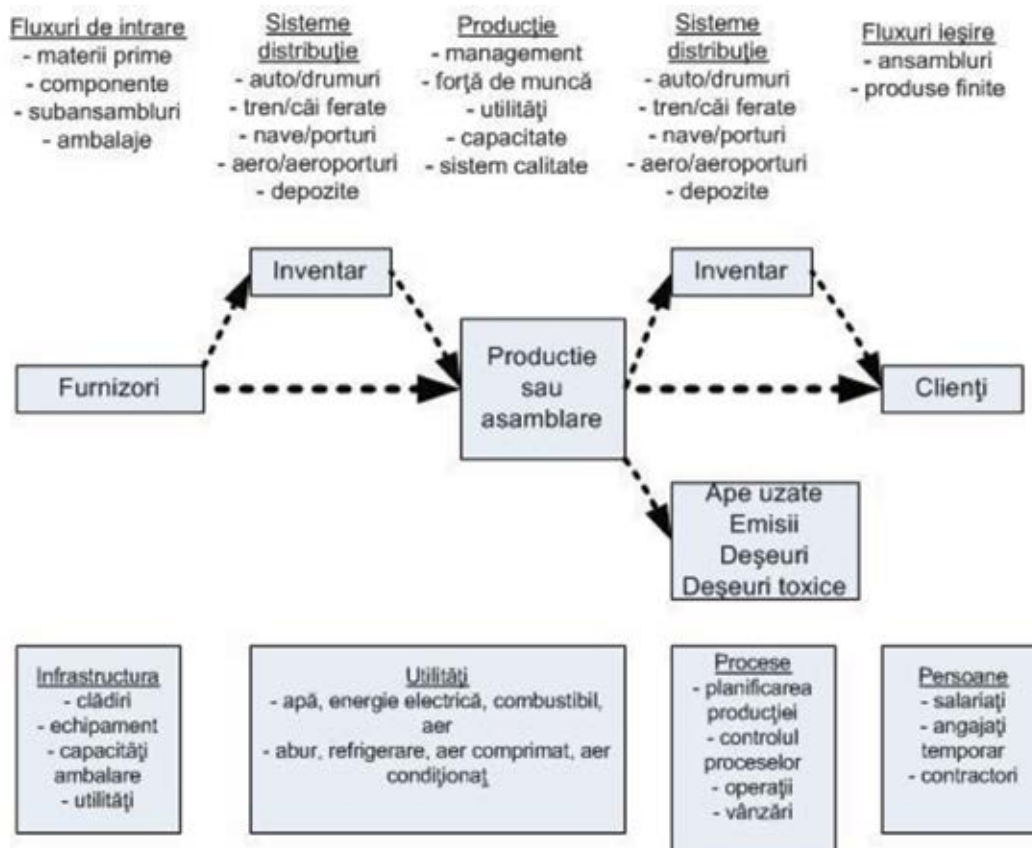 Fluxuri de intrare
- materii prime
- componente
- subansambluri
- ambalaje
Sisteme
distribuţie
- auto/drumuri
- tren/căi ferate
- nave/porturi
- aero/aeroporturi
- depozite
Producţie
- management
- forţă de muncă
- utilităţi
- capacitate
- sistem calitate
Sisteme
distribuţie
- auto/drumuri
- tren/căi ferate
- nave/porturi
- aero/aeroporturi
- depozite
Fluxuri ieşire
- ansambluri
- produse finite
Inventar
Inventar
Furnizori
Productie
sau
asamblare
Clienţi
Ape uzate
Emisii
Deşeuri
Deşeuri toxice
Infrastructura
- clădiri
- echipament
- capacităţi
ambalare
- utilităţi
Utilităţi
- apă, energie electrică, combustibil,
aer
- abur, refrigerare, aer comprimat, aer
condiţionaţ
Procese
- planificarea
producţiei
- controlul
proceselor
- operaţii
- vânzări
Persoane
- salariaţi
- angajaţi
temporar
- contractori